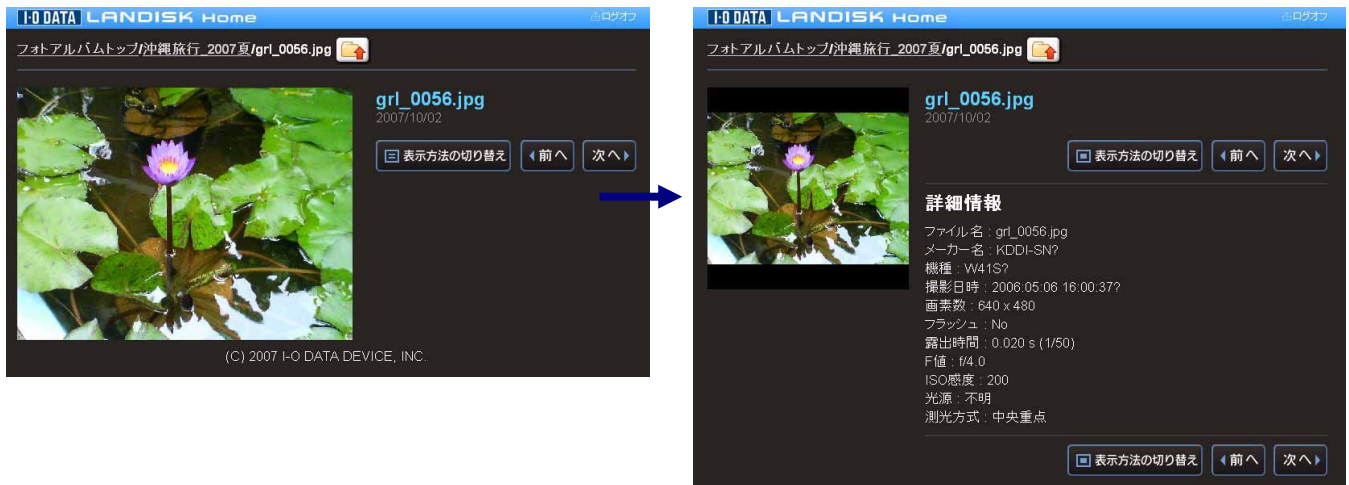 I-O DATA LANDISK Home
ログオフ
フォトアルバムトップ/沖縄旅行_2007夏/grl_0056.jpg
grl_0056.jpg
2007/10/02
表示方法の切り替え 前へ 次へ
(C) 2007 I-O DATA DEVICE, INC.
I-O DATA LANDISK Home
ログオフ
フォトアルバムトップ/沖縄旅行_2007夏/grl_0056.jpg
grl_0056.jpg
2007/10/02
表示方法の切り替え 前へ 次へ
詳細情報
ファイル名 : grl_0056.jpg
メーカー名 : KDDI-SN?
機種 : W41S?
撮影日時 : 2006:05:06 16:00:37?
画素数 : 640 x 480
フラッシュ : No
露出時間 : 0.020 s (1/50)
F値 : f/4.0
ISO感度 : 200
光源 : 不明
測光方式 : 中央重点
表示方法の切り替え 前へ 次へ